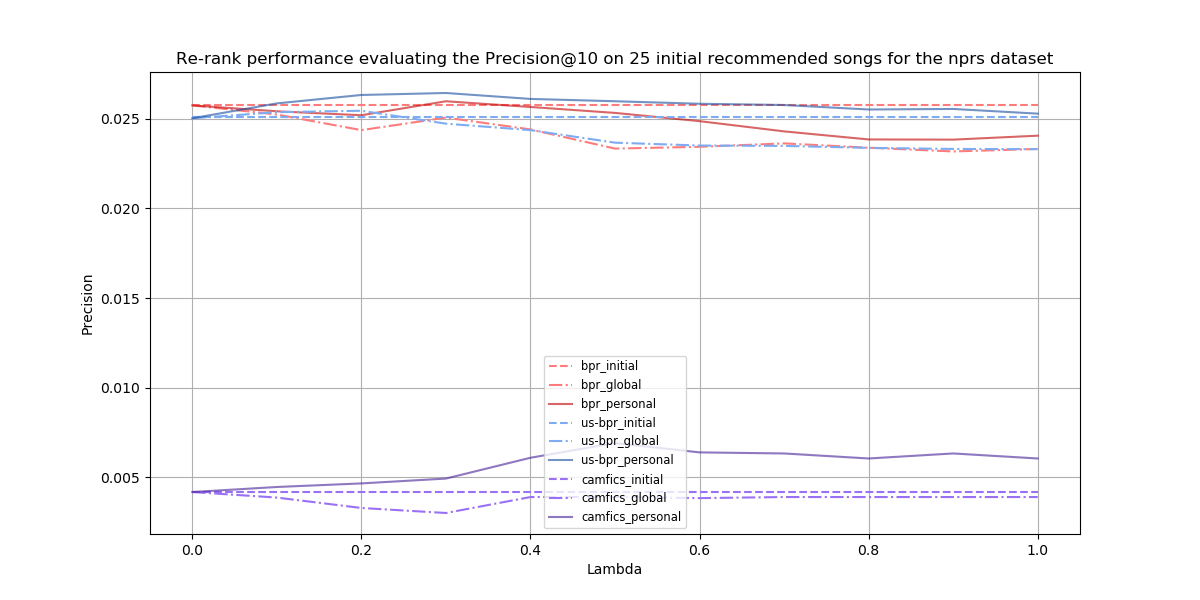 Re-rank performance evaluating the Precision@10 on 25 initial recommended songs for the nprs dataset
0.025
0.020
0.015
0.010
0.005
Precision
bpr_initial
bpr_global
bpr_personal
us-bpr_initial
us-bpr_global
us-bpr_personal
camfics_initial
camfics_global
camfics_personal
0.0 0.2 0.4 0.6 0.8 1.0
Lambda